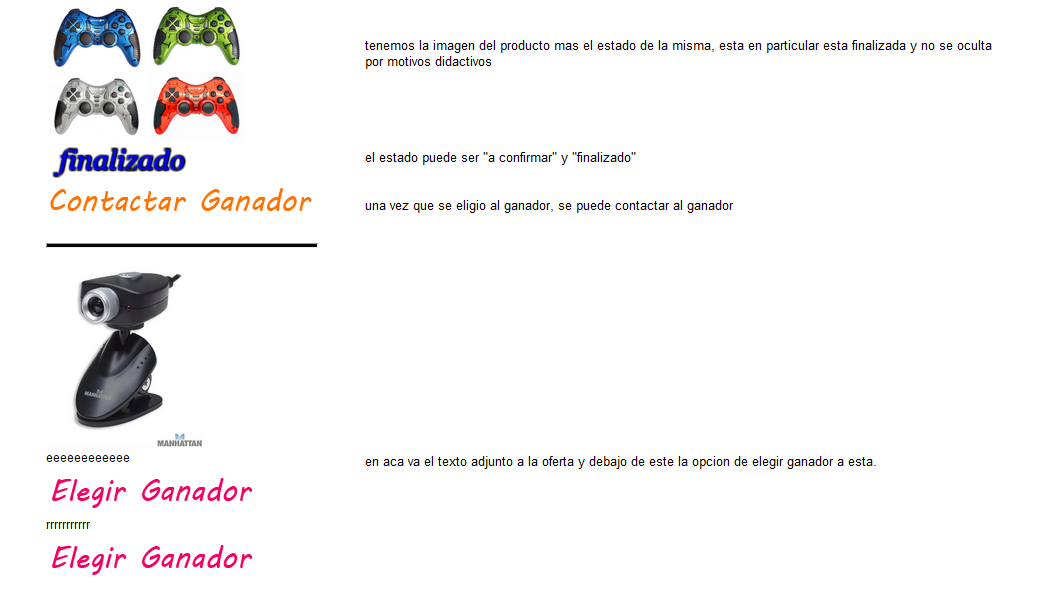 tenemos la imagen del producto mas el estado de la misma, esta en particular esta finalizada y no se oculta
por motivos didactivos
finalizado
el estado puede ser "a confirmar" y "finalizado"
Contactar Ganador
una vez que se eligio al ganador, se puede contactar al ganador
MANHATTAN
MANHATTAN
eeeeeeeeeeee
en aca va el texto adjunto a la oferta y debajo de este la opcion de elegir ganador a esta.
Elegir Ganador
rrrrrrrrrrr
Elegir Ganador